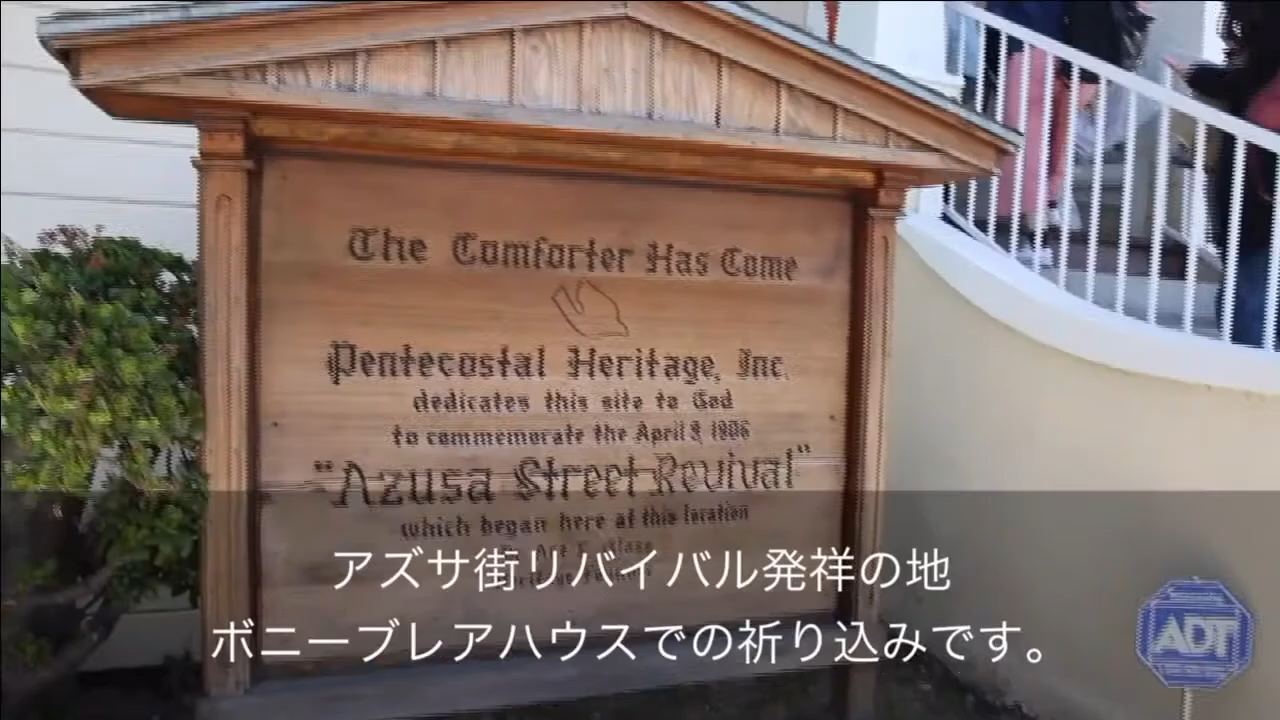 The Comforter Has Come
Pentecostal Heritage, Inc.
dedicates this site to God
to commemorate the April 9, 1906
"Azusa Street Revival"
which began here at this location
アズサ街リバイバル発祥の地
ボニーブレアハウスでの祈り込みです。
ADT